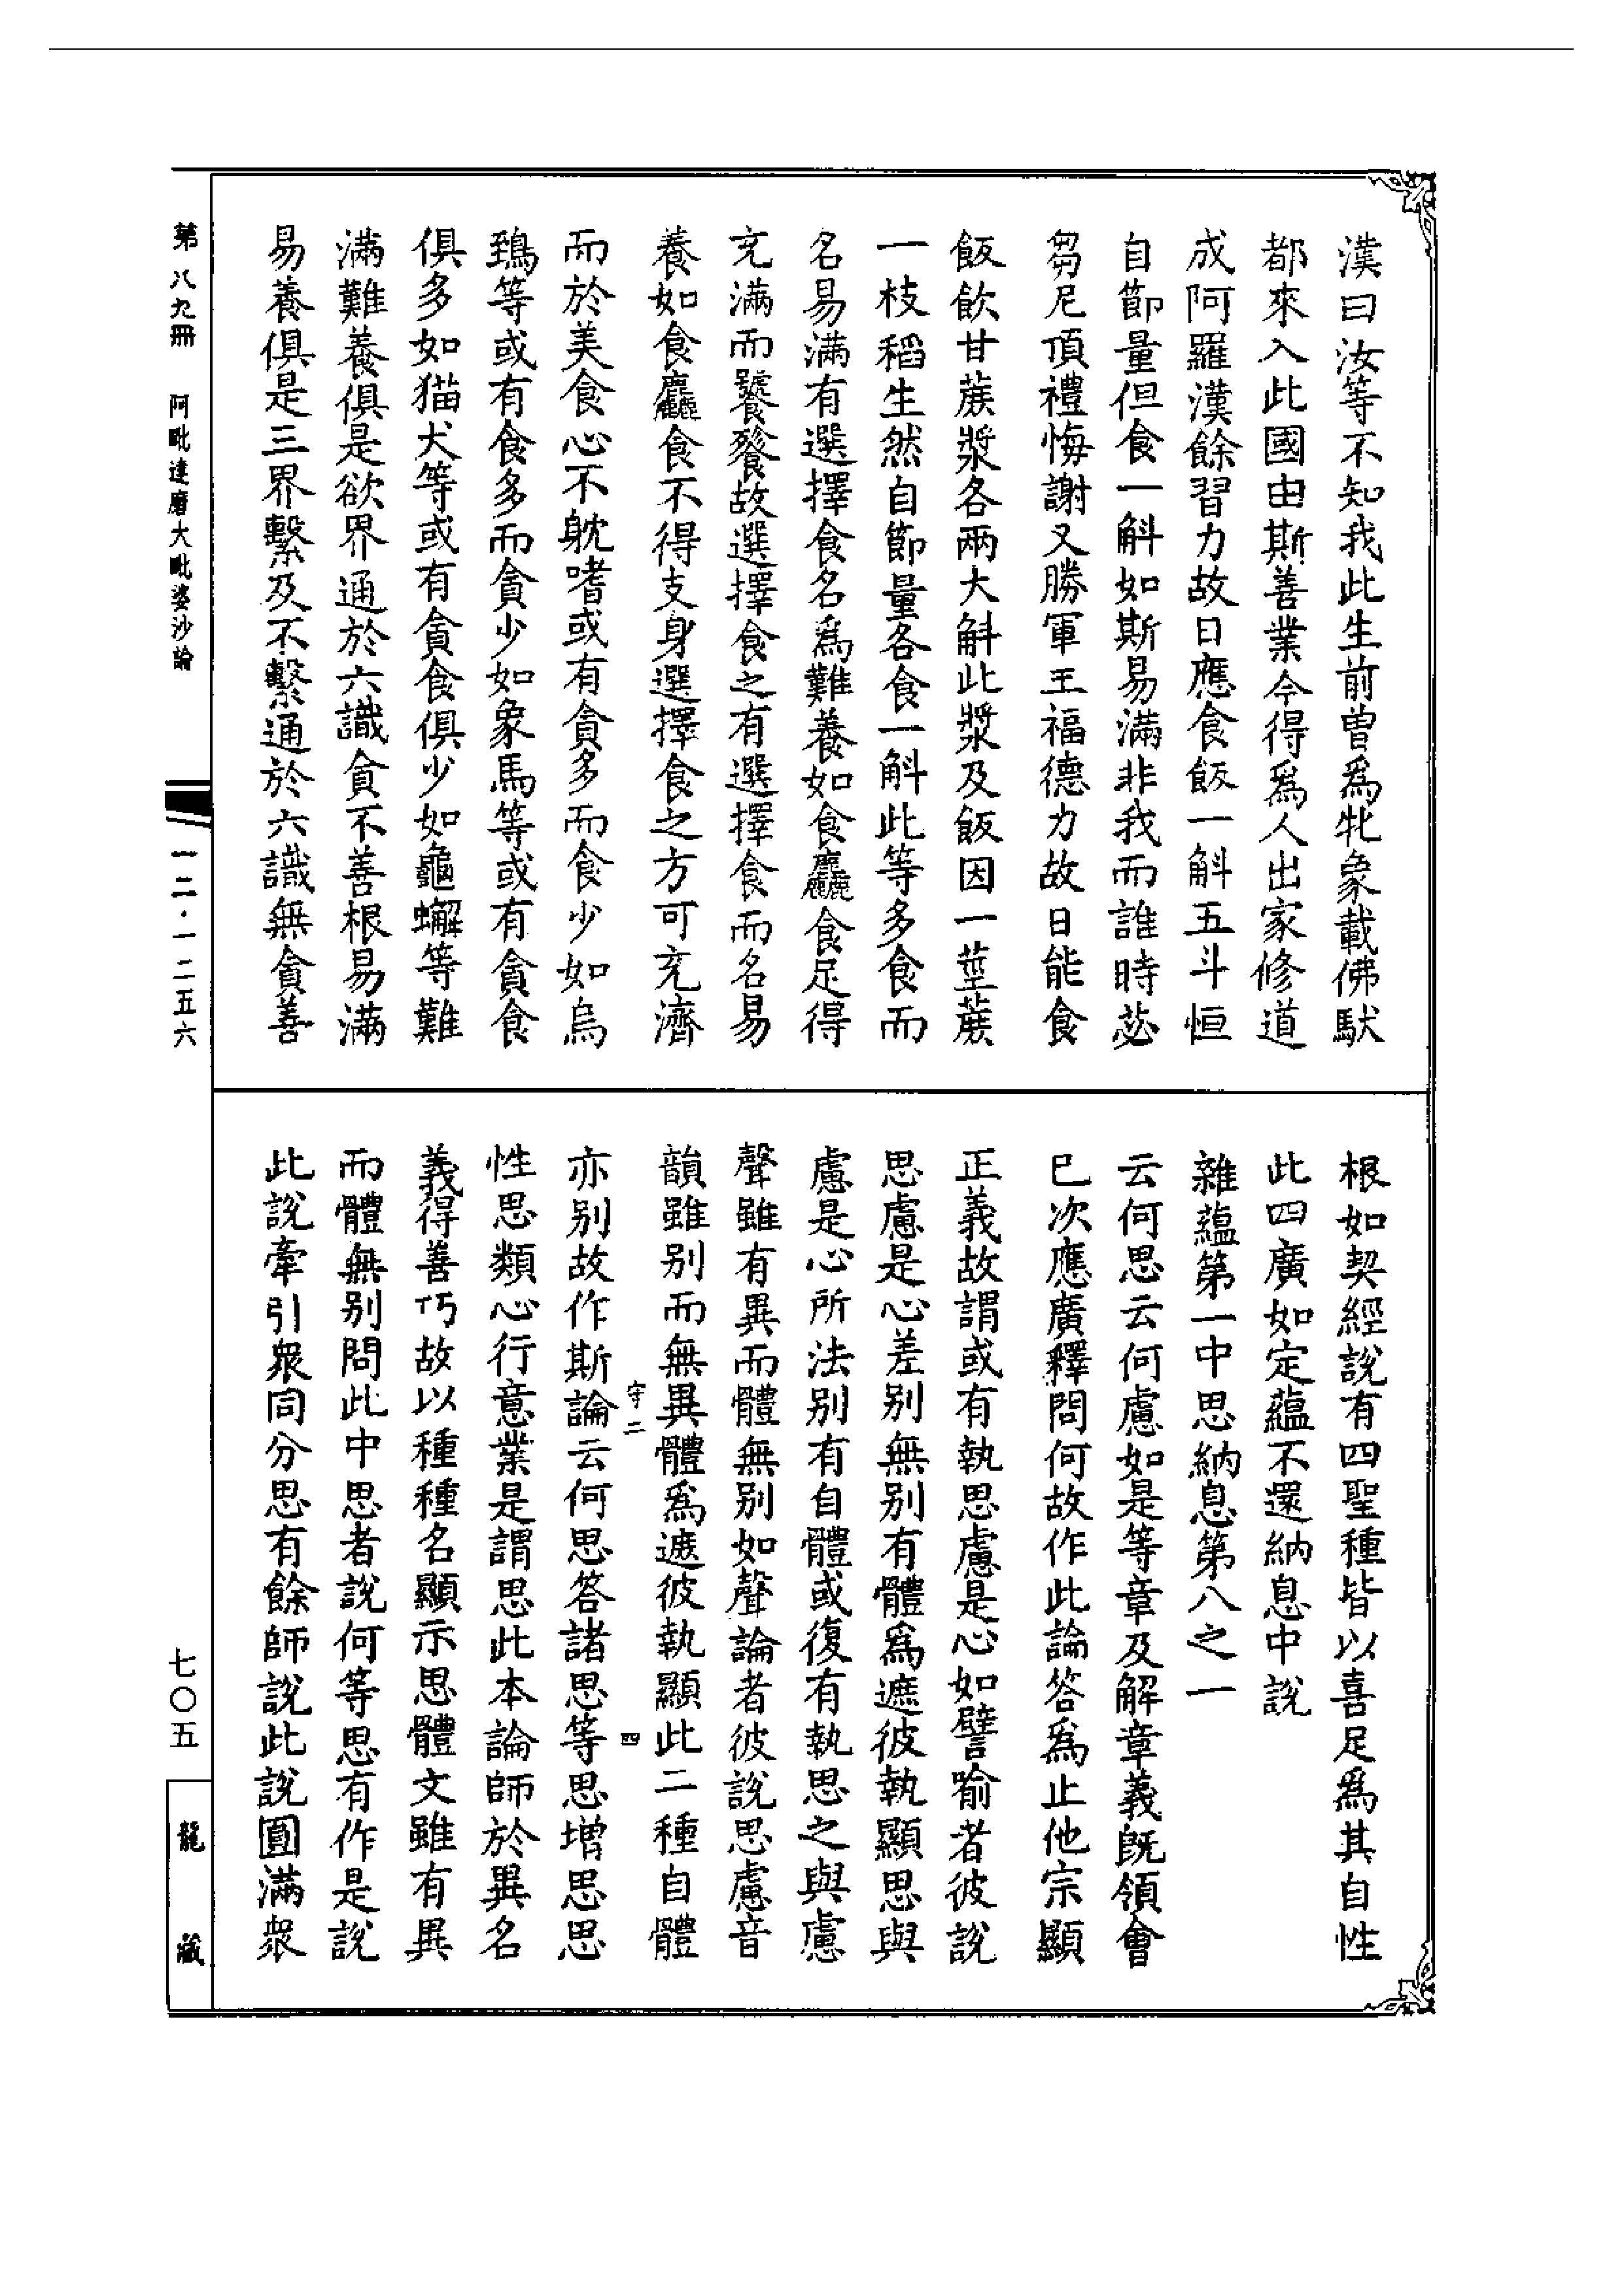 漢曰汝等不知我此生前曾爲牝象載佛馱
都來入此國由斯善業今得爲人出家修道
成阿羅漢餘習力故日應食飯一斛五斗恒
自節量但食一斛如斯易滿非我而誰時苾
芻尼頂禮悔謝又勝軍王福德力故日能食
飯飲甘蔗漿各兩大斛此漿及飯因一莖蔗
一枝稻生然自節量各食一斛此等多食而
名易滿有選擇食名爲難養如食麤食足得
充滿而饕餮故選擇食之有選擇食而名易
養如食麤食不得支身選擇食之方可充濟
而於美食心不躭嗜或有貪多而食少如烏
鵄等或有食多而貪少如象馬等或有貪食
俱多如猫犬等或有貪食俱少如龜蠏等難
滿難養俱是欲界通於六識貪不善根易滿
易養俱是三界繫及不繫通於六識無貪善
根如契經說有四聖種皆以喜足爲其自性
此四廣如定蘊不還納息中說
雜蘊第一中思納息第八之一
云何思云何慮如是等章及解章義旣領會
已次應廣釋問何故作此論答爲止他宗顯
正義故謂或有執思慮是心如譬喻者彼說
思慮是心差别無别有體爲遮彼執顯思與
慮是心所法别有自體或復有執思之與慮
聲雖有異而體無别如聲論者彼說思慮音
韻雖别而無異體爲遮彼執顯此二種自體
守二
四
亦别故作斯論云何思答諸思等思增思思
性思類心行意業是謂思此本論師於異名
義得善巧故以種種名顯示思體文雖有異
而體無别問此中思者說何等思有作是說
此說牽引衆同分思有餘師說此說圓滿衆
第八九冊
阿毗達磨大毗婆沙論
一二·一二五六
七〇五
龍藏